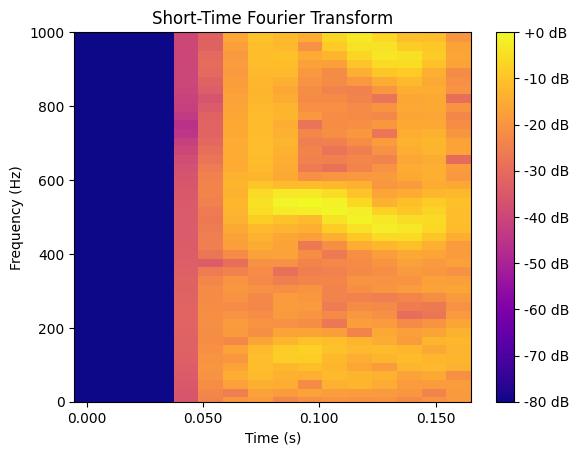 Short-Time Fourier Transform
Frequency (Hz)
1000
800
600
400
200
0
0.000
0.050
0.100
0.150
Time (s)
+0 dB
-10 dB
-20 dB
-30 dB
-40 dB
-50 dB
-60 dB
-70 dB
-80 dB